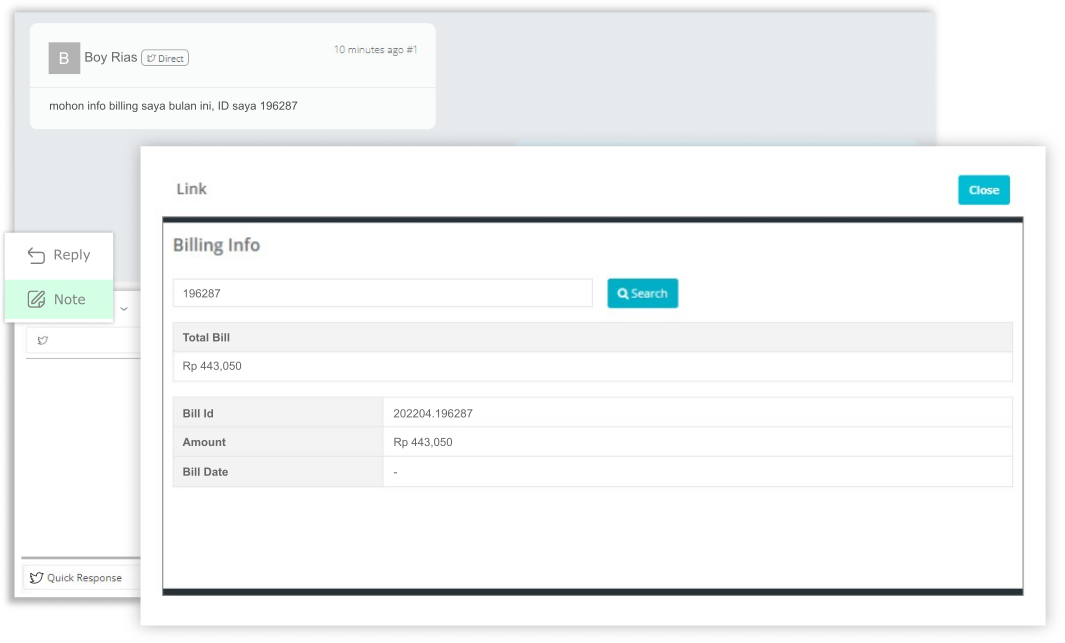 B
Boy Rias Direct
10 minutes ago #1
mohon info billing saya bulan ini, ID saya 196287
Link
Close
Billing Info
196287
Search
Total Bill
Rp 443,050
Bill Id 202204.196287
Amount Rp 443,050
Bill Date -
Reply
Note
Quick Response